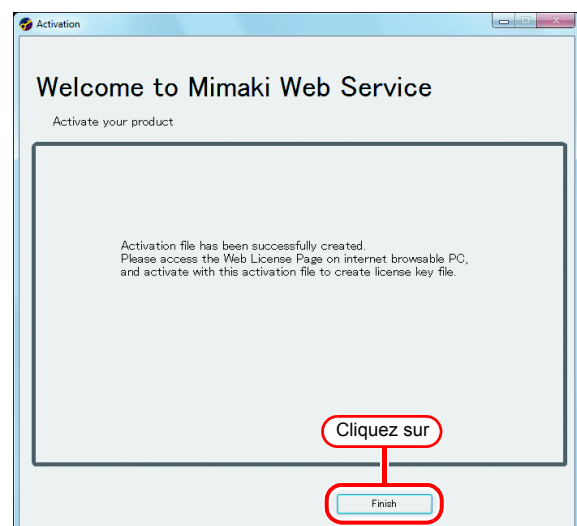 Activation
Welcome to Mimaki Web Service
Activate your product
Activation file has been successfully created.
Please access the Web License Page on internet browsable PC,
and activate with this activation file to create license key file.
Cliquez sur
Finish